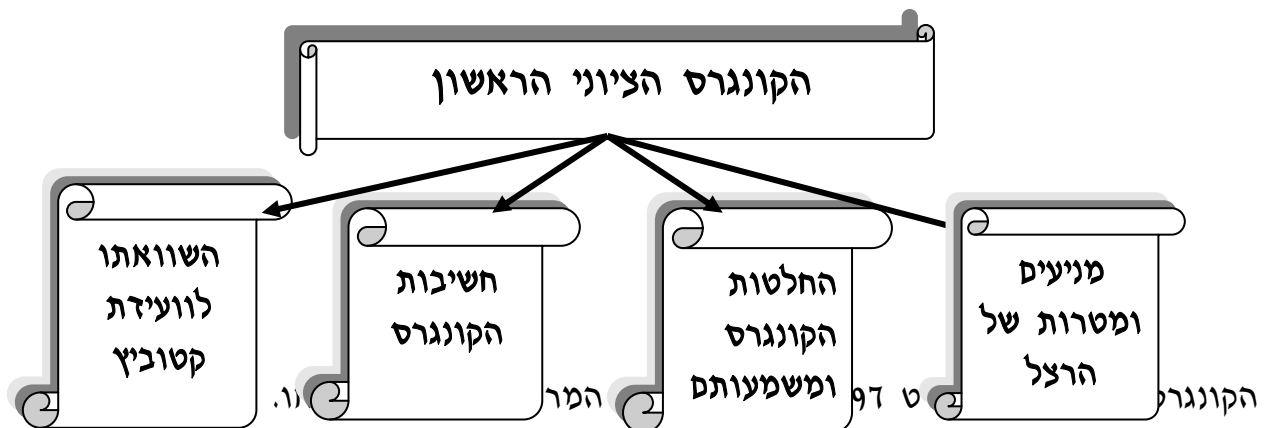 הקונגרס הציוני הראשון
מניעים
ומטרות של
הרצל
החלטות
הקונגרס
ומשמעותם
חשיבות
הקונגרס
השוואתו
לוועידת
קטוביץ